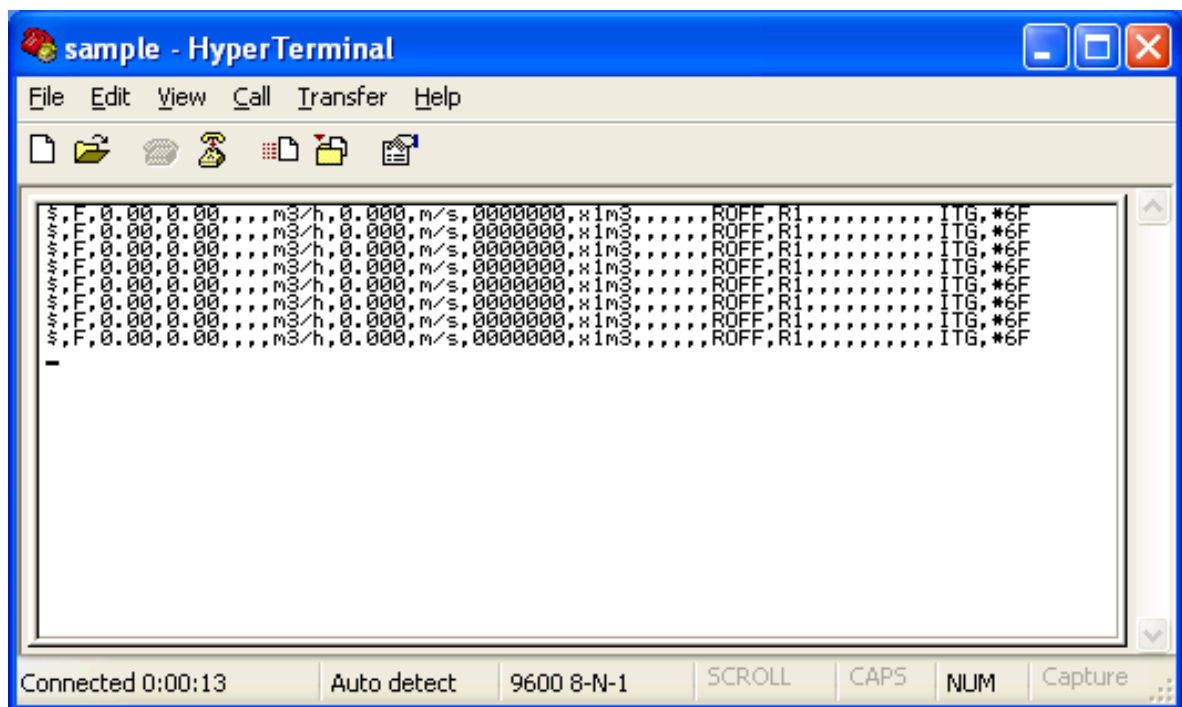 sample - HyperTerminal
File Edit View Call Transfer Help
$,F,0.00,0.00,,,,m3/h,0.000,m/s,0000000,x1m3,,,,,,ROFF,R1,,,,,,,,,,ITG,*6F
$,F,0.00,0.00,,,,m3/h,0.000,m/s,0000000,x1m3,,,,,,ROFF,R1,,,,,,,,,,ITG,*6F
$,F,0.00,0.00,,,,m3/h,0.000,m/s,0000000,x1m3,,,,,,ROFF,R1,,,,,,,,,,ITG,*6F
$,F,0.00,0.00,,,,m3/h,0.000,m/s,0000000,x1m3,,,,,,ROFF,R1,,,,,,,,,,ITG,*6F
$,F,0.00,0.00,,,,m3/h,0.000,m/s,0000000,x1m3,,,,,,ROFF,R1,,,,,,,,,,ITG,*6F
$,F,0.00,0.00,,,,m3/h,0.000,m/s,0000000,x1m3,,,,,,ROFF,R1,,,,,,,,,,ITG,*6F
$,F,0.00,0.00,,,,m3/h,0.000,m/s,0000000,x1m3,,,,,,ROFF,R1,,,,,,,,,,ITG,*6F
$,F,0.00,0.00,,,,m3/h,0.000,m/s,0000000,x1m3,,,,,,ROFF,R1,,,,,,,,,,ITG,*6F
Connected 0:00:13 Auto detect 9600 8-N-1 SCROLL CAPS NUM Capture